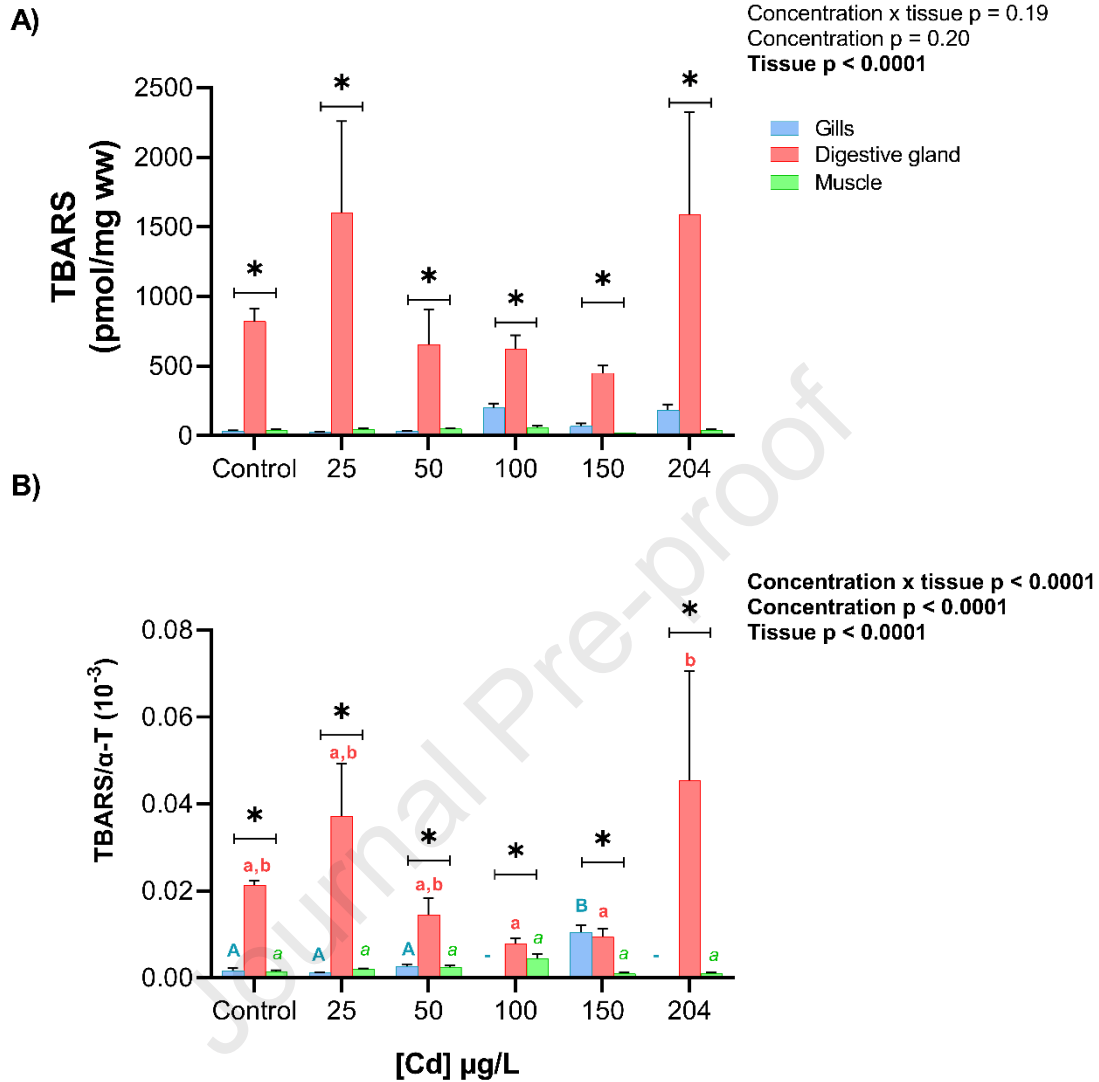 A)
Concentration x tissue p = 0.19
Concentration p = 0.20
Tissue p < 0.0001
Gills
Digestive gland
Muscle
TBARS
(pmol/mg ww)
2500
2000
1500
1000
500
0
* * * * * *
Control 25 50 100 150 204
B)
Concentration x tissue p < 0.0001
Concentration p < 0.0001
Tissue p < 0.0001
TBARS/α-T (10⁻³)
0.08
0.06
0.04
0.02
0.00
* * * * * *
a,b a,b a,b a a b
A A A - B -
a a a a a a
Control 25 50 100 150 204
[Cd] µg/L
Journal Pre-proof